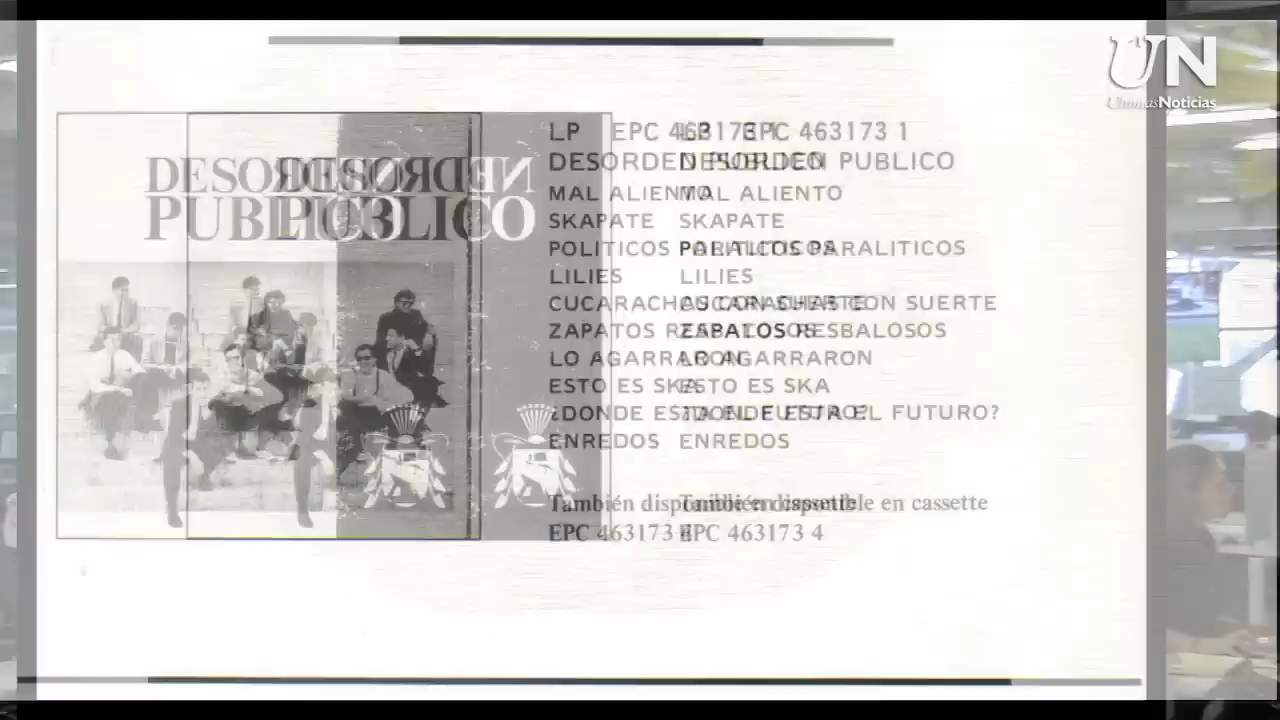 UN
ÚltimasNoticias
DESORDEN
PUBLICO
LP EPC 463173 1
DESORDEN PUBLICO
MAL ALIENTO
SKAPATE
POLITICOS PARALITICOS
LILIES
CUCARACHAS CON SUERTE
ZAPATOS RESBALOSOS
LO AGARRARON
ESTO ES SKA
¿DONDE ESTA EL FUTURO?
ENREDOS
También disponible en cassette
EPC 463173 4